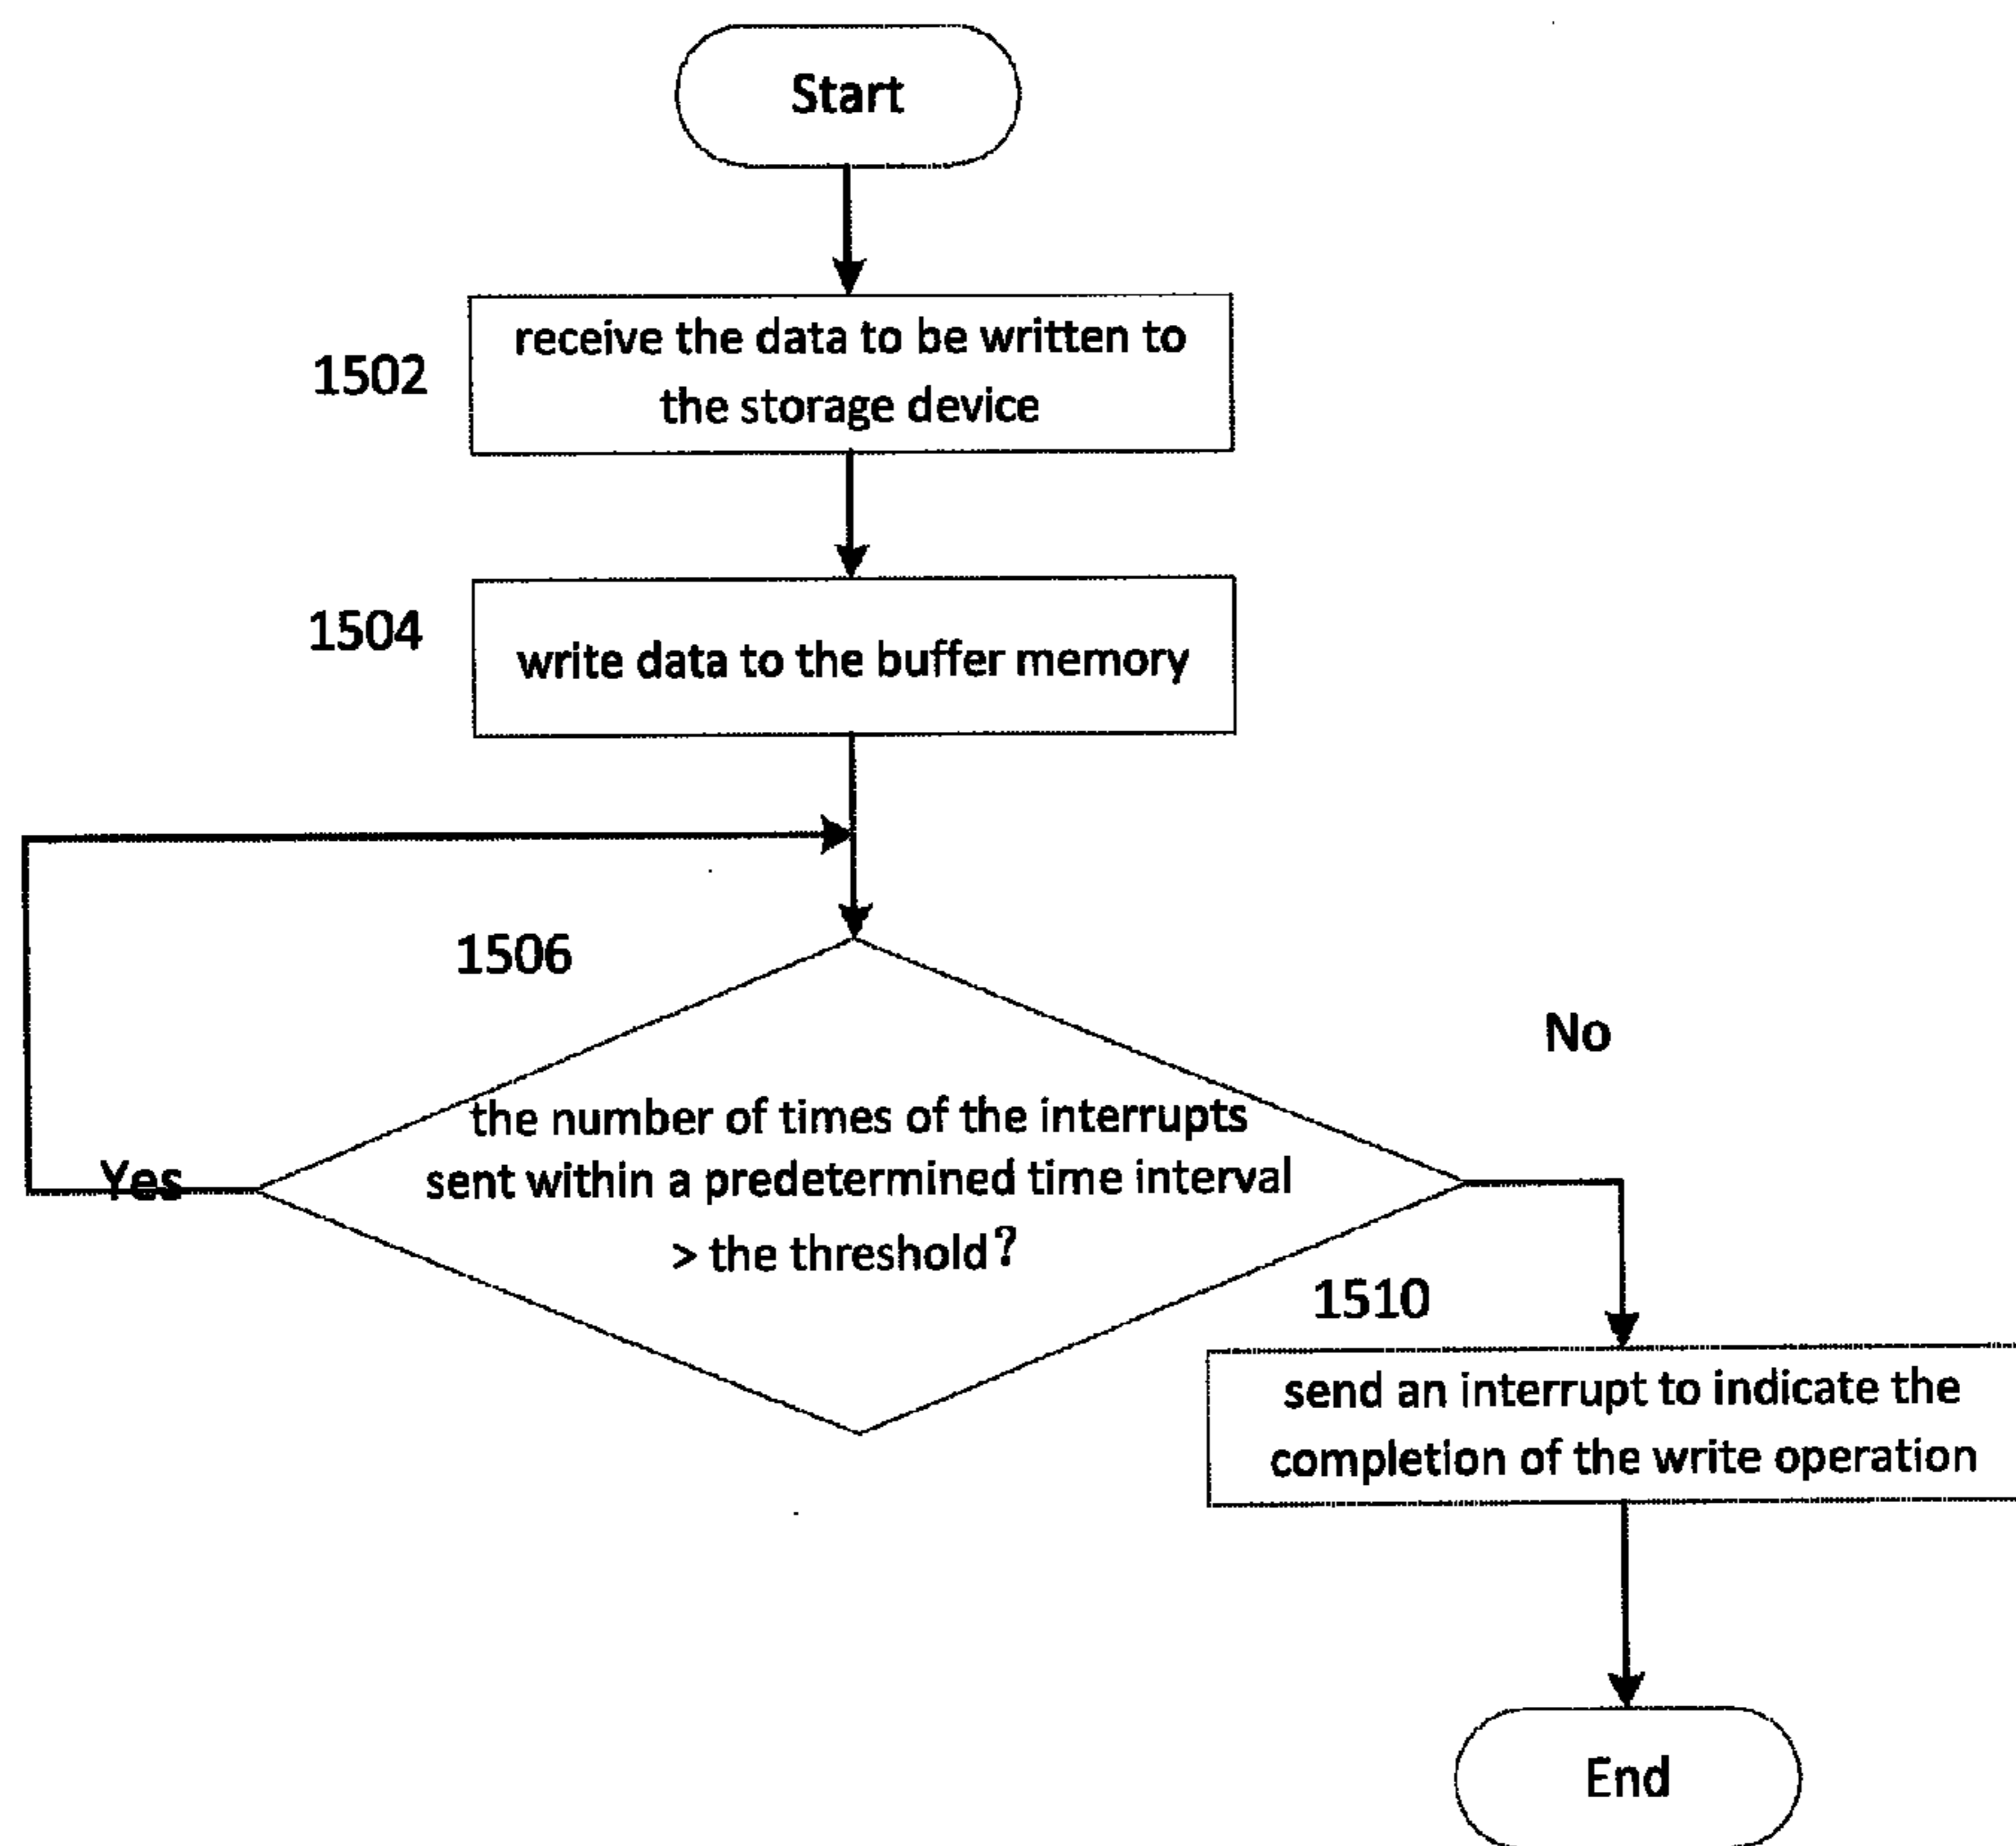 Start
1502
receive the data to be written to
the storage device
1504
write data to the buffer memory
1506
No
the number of times of the interrupts
Yes
sent within a predetermined time interval
> the threshold?
1510
send an interrupt to indicate the
completion of the write operation
End